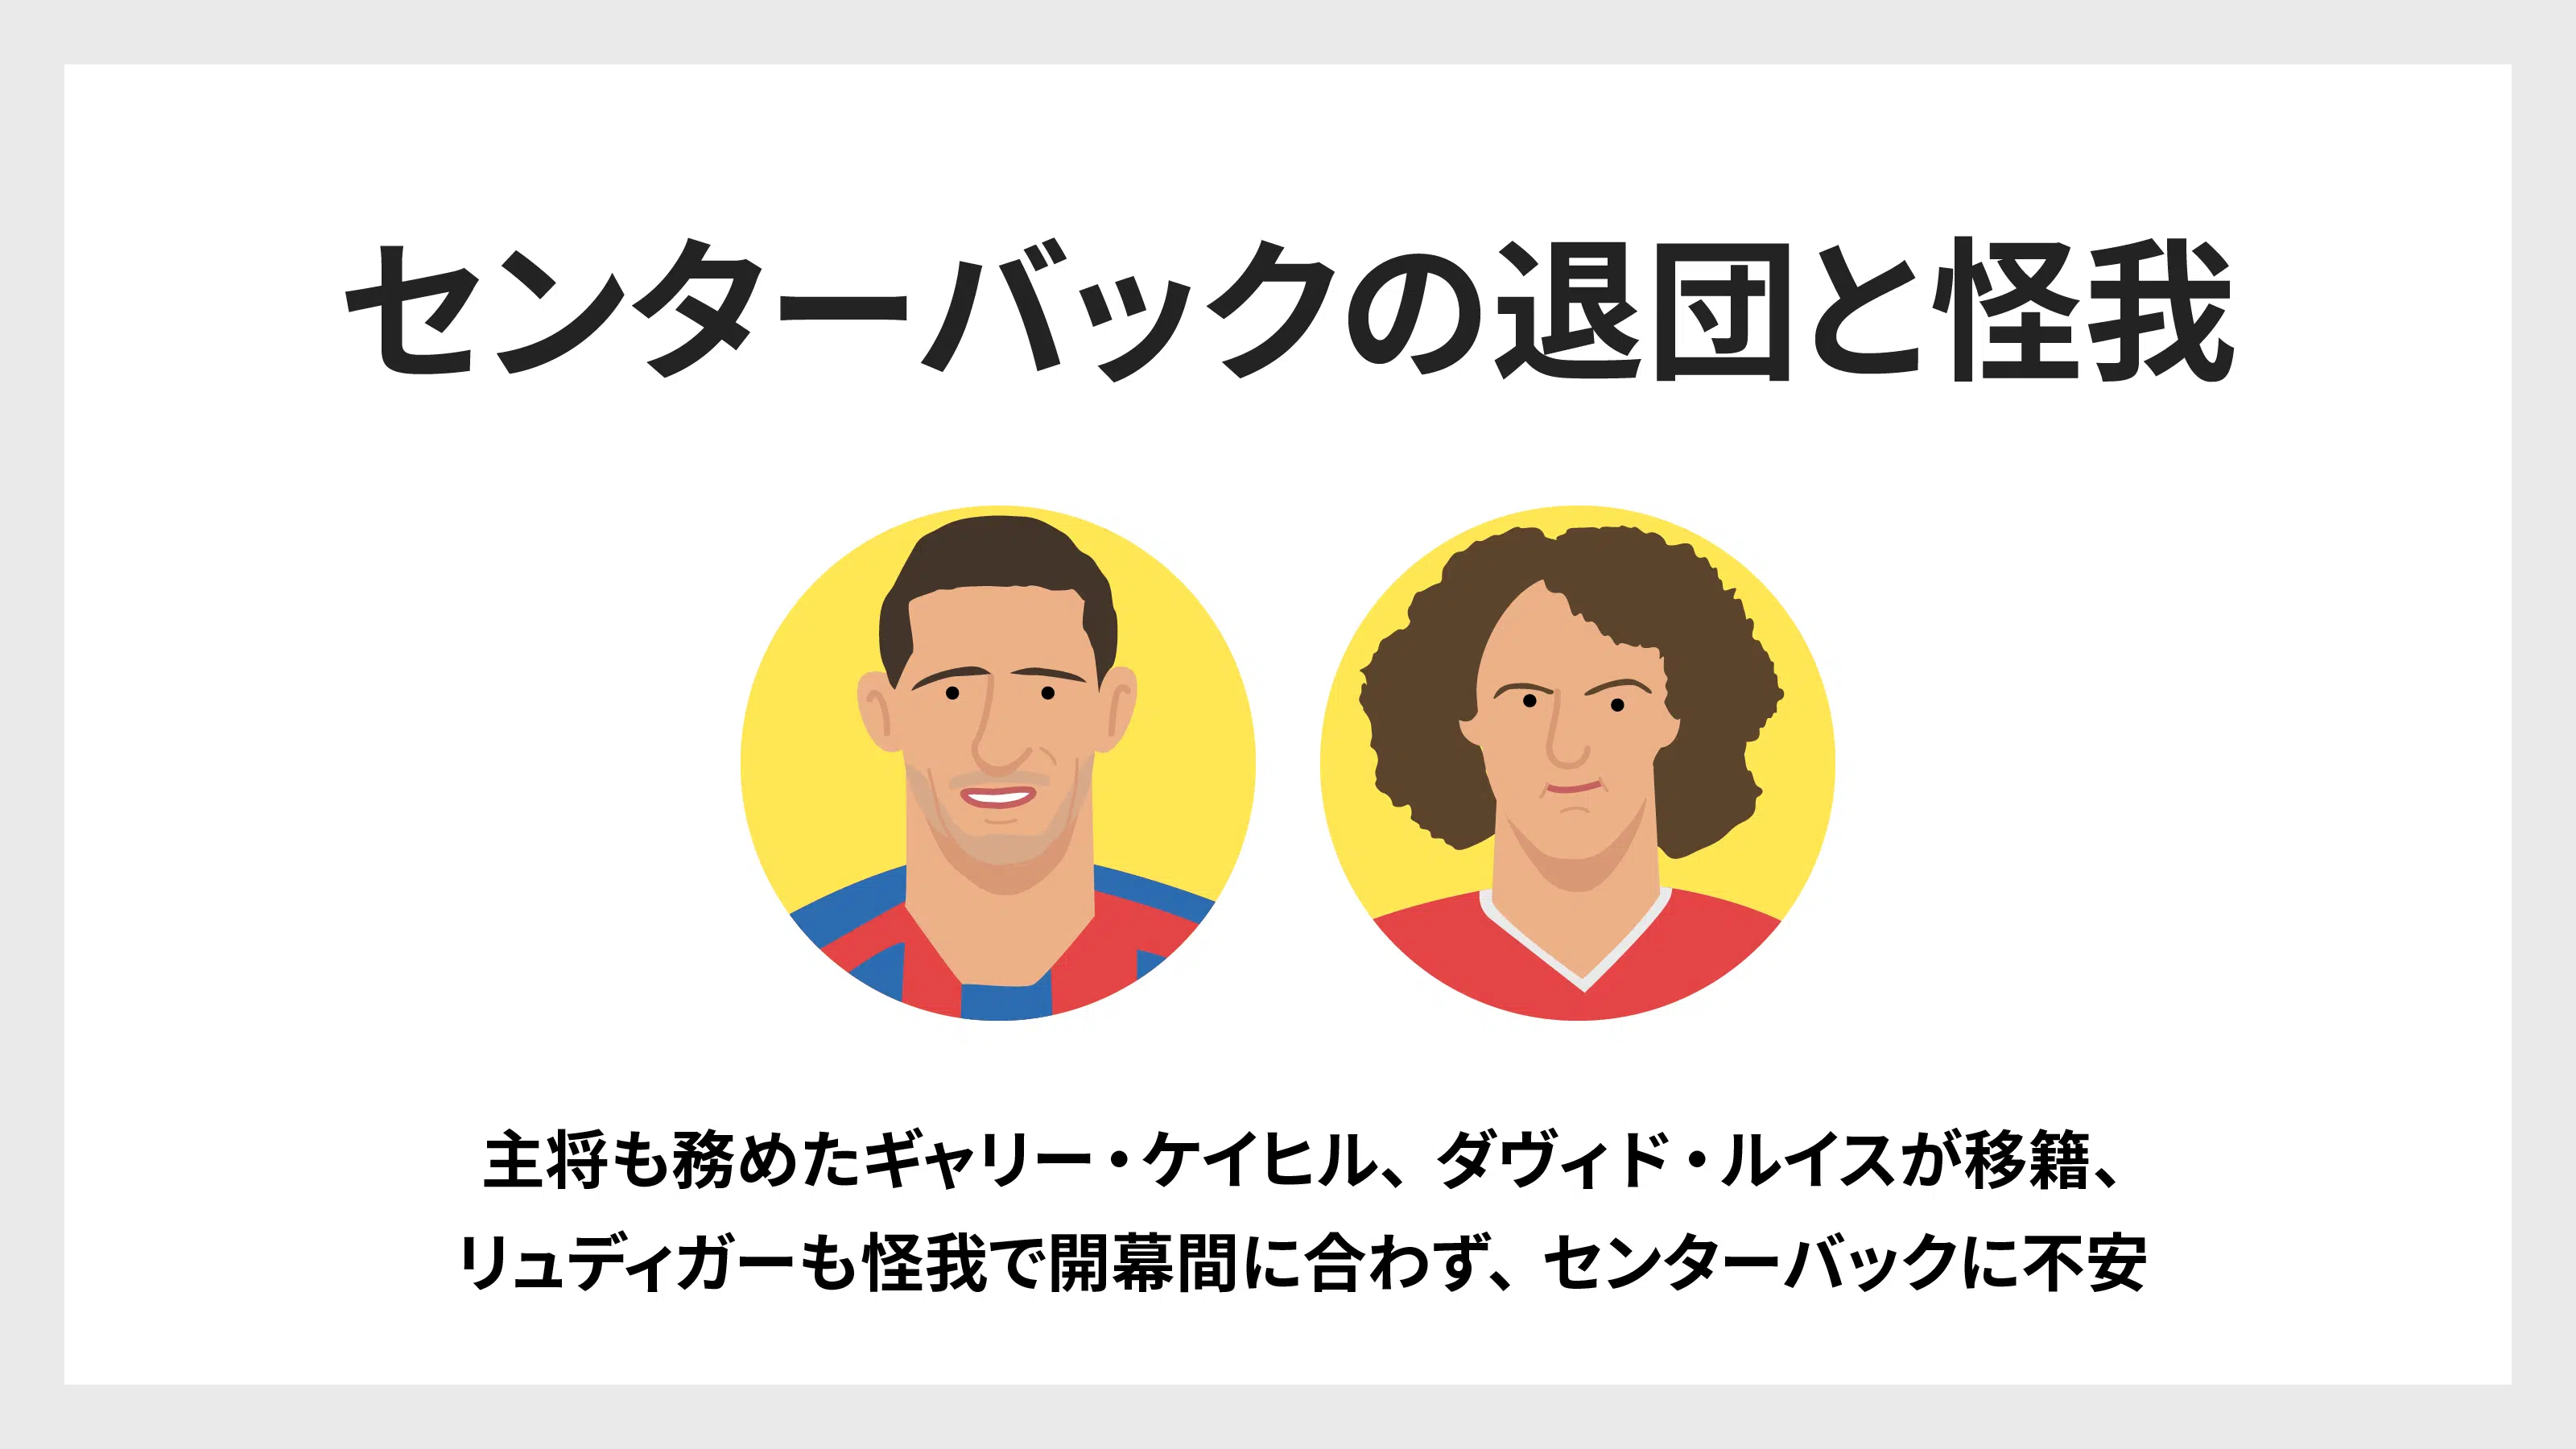 センターバックの退団と怪我
主将も務めたギャリー・ケイヒル、ダヴィド・ルイスが移籍、
リュディガーも怪我で開幕間に合わず、センターバックに不安